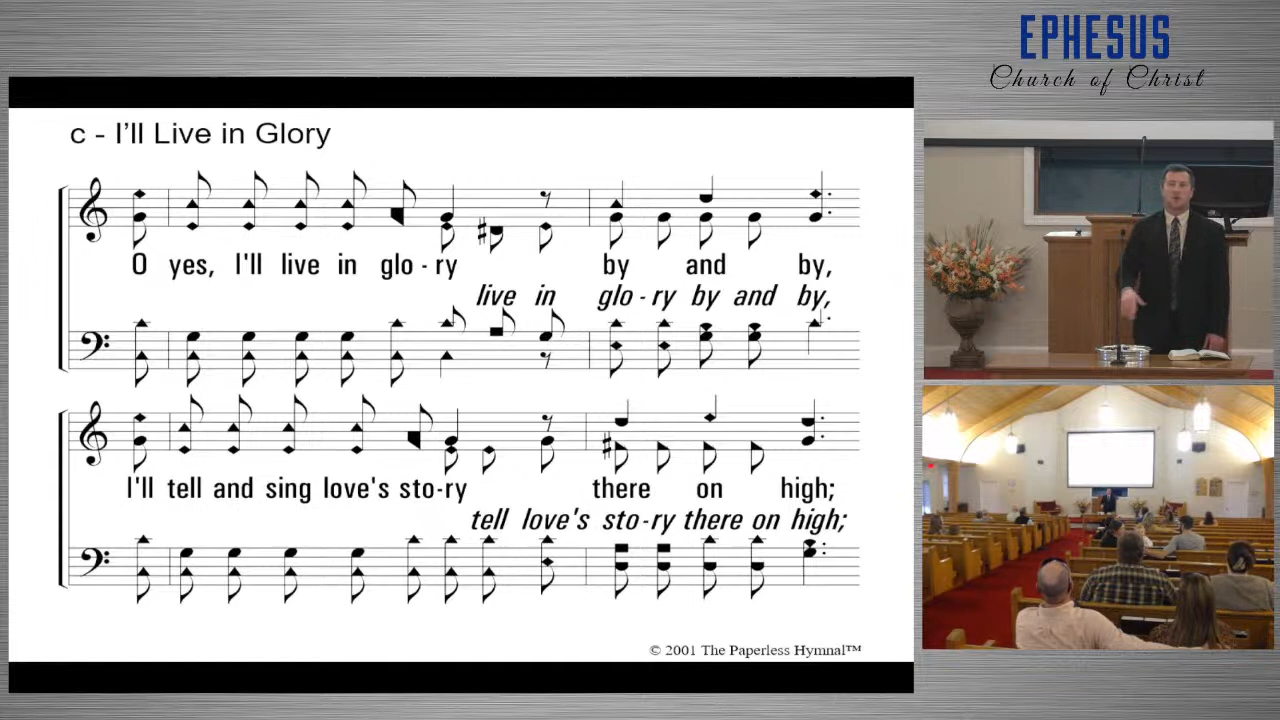 EPHESUS
Church of Christ
c - I’ll Live in Glory
O yes, I'll live in glo - ry by and by,
live in glo - ry by and by,
I'll tell and sing love's sto-ry there on high;
tell love's sto-ry there on high;
© 2001 The Paperless Hymnal™